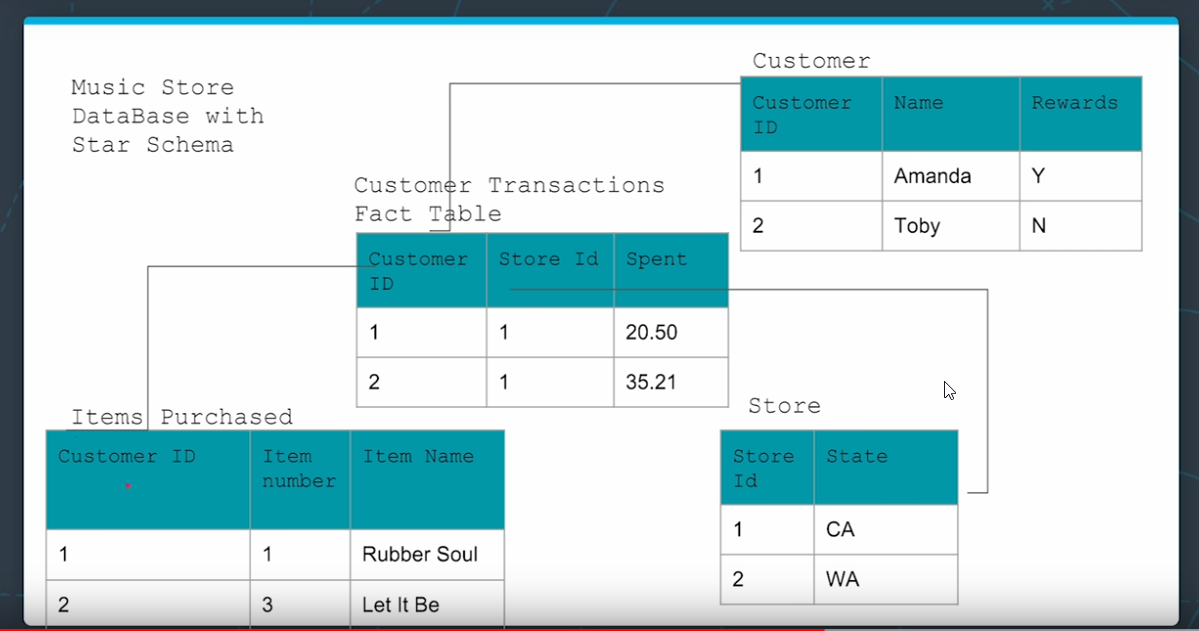 Music Store
DataBase with
Star Schema
Customer
Customer ID Name Rewards
1 Amanda Y
2 Toby N
Customer Transactions
Fact Table
Customer ID Store Id Spent
1 1 20.50
2 1 35.21
Items Purchased
Customer ID Item number Item Name
1 1 Rubber Soul
2 3 Let It Be
Store
Store Id State
1 CA
2 WA